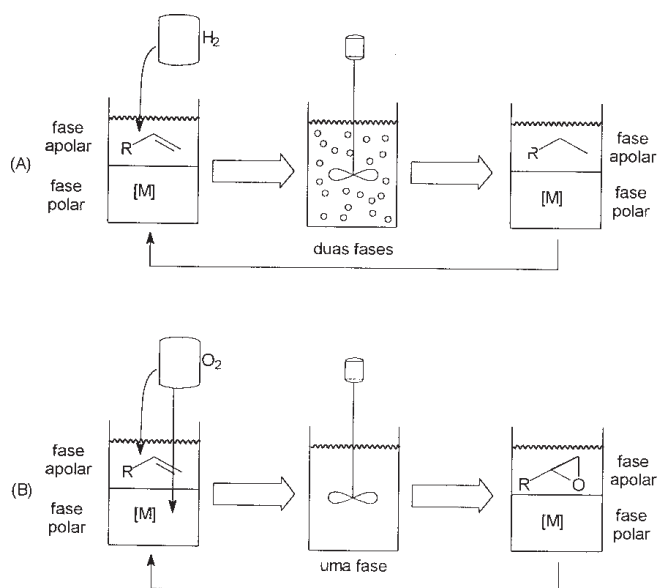 H2
fase
apolar
R
(A)
fase
polar
[M]
duas fases
R
fase
apolar
[M]
fase
polar
O2
fase
apolar
R
(B)
fase
polar
[M]
uma fase
R
O
fase
apolar
[M]
fase
polar